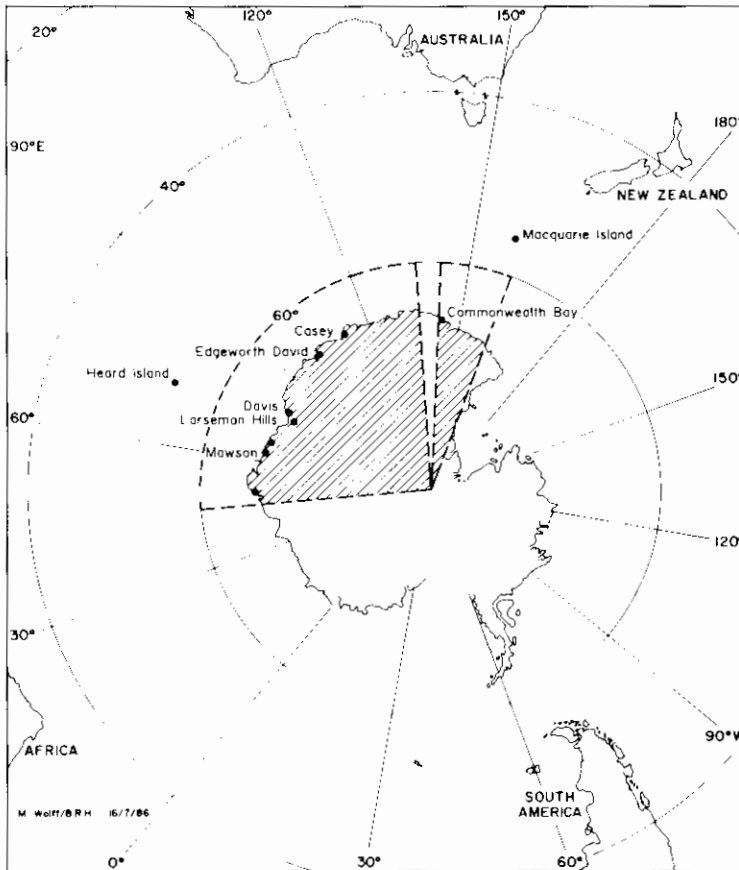 20°
120°
150°
AUSTRALIA
90°E
180°
40°
NEW ZEALAND
Macquarie Island
60°
Commonwealth Bay
Casey
Edgeworth David
Heard Island
150°
Davis
Larseman Hills
60°
Mawson
120°
30°
90°W
AFRICA
SOUTH
AMERICA
M Wolff/BRH 16/7/86
0°
30°
60°